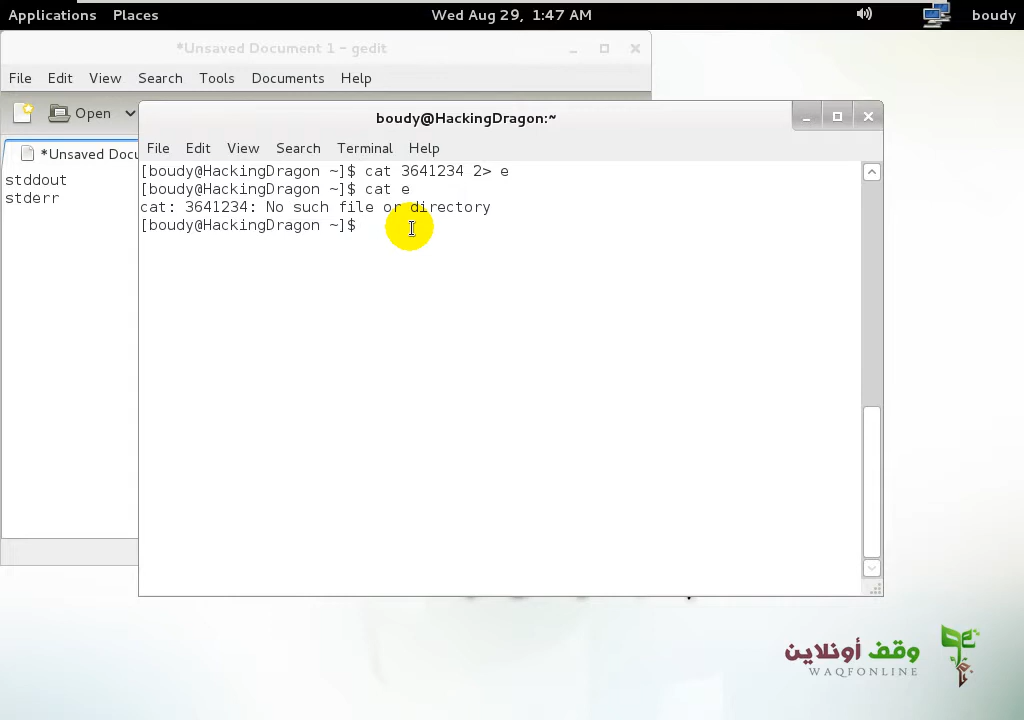 Applications Places Wed Aug 29, 1:47 AM boudy
*Unsaved Document 1 - gedit
File Edit View Search Tools Documents Help
Open
*Unsaved Docu
stddout
stderr
boudy@HackingDragon:~
File Edit View Search Terminal Help
[boudy@HackingDragon ~]$ cat 3641234 2> e
[boudy@HackingDragon ~]$ cat e
cat: 3641234: No such file or directory
[boudy@HackingDragon ~]$
وقف أونلاين
WAQFONLINE